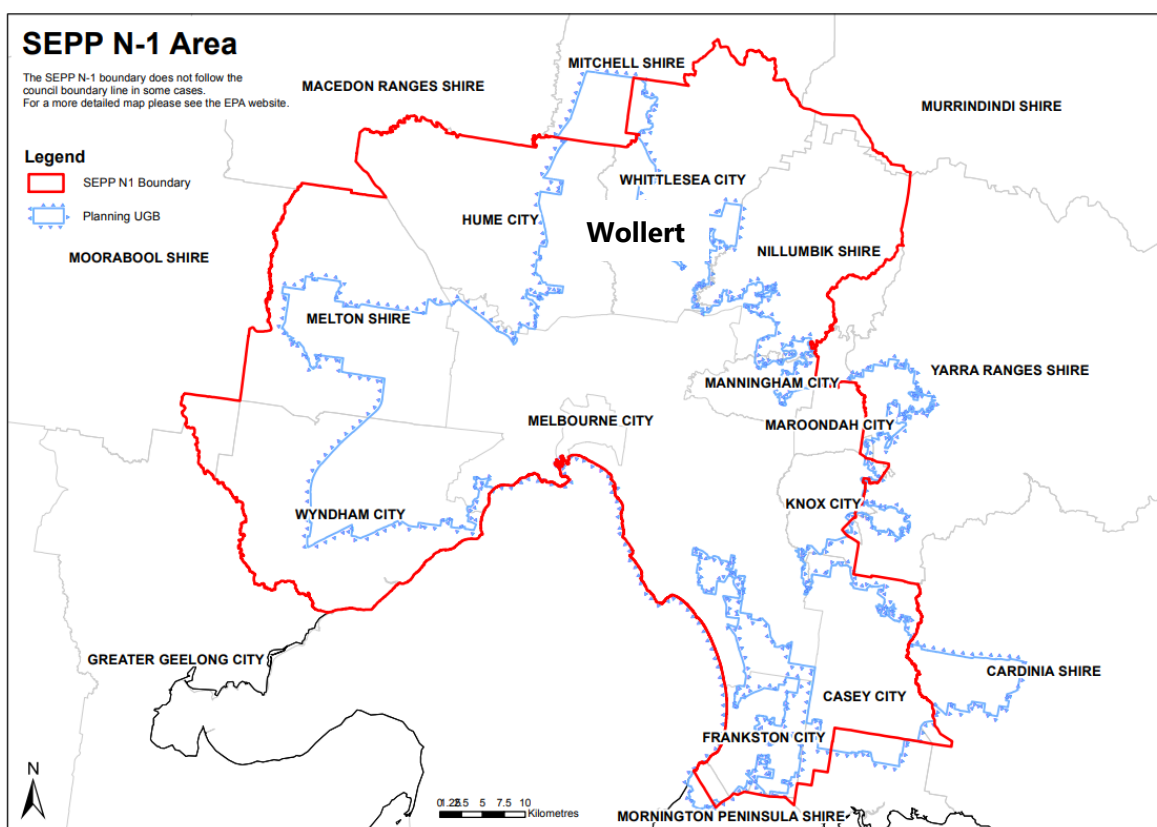 SEPP N-1 Area
The SEPP N-1 boundary does not follow the
council boundary line in some cases.
For a more detailed map please see the EPA website.
Legend
SEPP N1 Boundary
Planning UGB
MITCHELL SHIRE
MACEDON RANGES SHIRE
MURRINDINDI SHIRE
WHITTLESEA CITY
HUME CITY
Wollert
NILLUMBIK SHIRE
MOORABOOL SHIRE
MELTON SHIRE
YARRA RANGES SHIRE
MANNINGHAM CITY
MELBOURNE CITY
MAROONDAH CITY
KNOX CITY
WYNDHAM CITY
GREATER GEELONG CITY
CARDINIA SHIRE
CASEY CITY
FRANKSTON CITY
N
5 7.5 10
Kilometres
MORNINGTON PENINSULA SHIRE